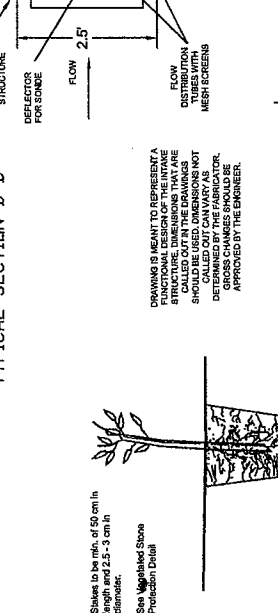 STRUCTURE
DEFLECTOR
FOR SONDE
2.5'
FLOW
FLOW
DISTRIBUTION
TUBES WITH
MESH SCREENS
DRAWING IS MEANT TO REPRESENT A
FUNCTIONAL DESIGN OF THE INTAKE
STRUCTURE, DIMENSIONS THAT ARE
CALLED OUT IN THE DRAWINGS
SHOULD BE USED. DIMENSIONS NOT
CALLED OUT CAN VARY AS
DETERMINED BY THE FABRICATOR.
GROSS CHANGES SHOULD BE
APPROVED BY THE ENGINEER.
Stakes to be min. of 50 cm in
length and 2.5 - 3 cm in
diameter.
See Vegetated Stone
Protection Detail